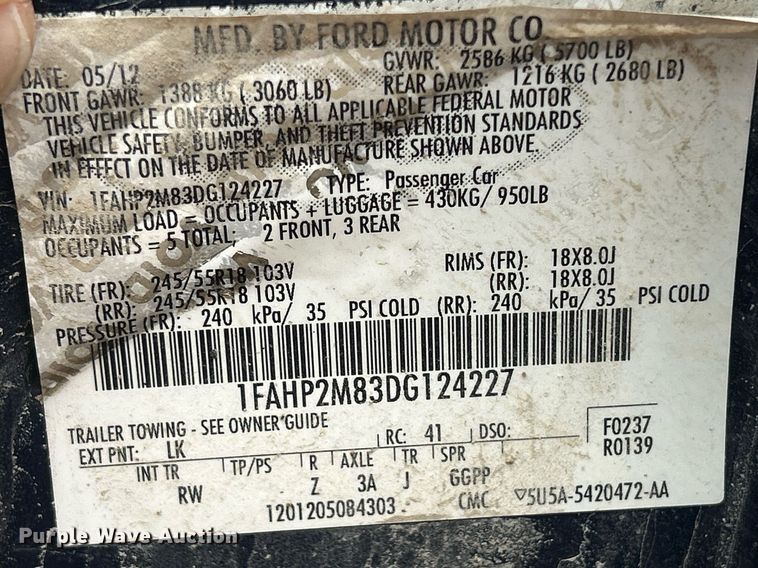 MFD. BY FORD MOTOR CO
DATE: 05/12 GVWR: 2586 KG ( 5700 LB)
FRONT GAWR: 1388 KG ( 3060 LB) REAR GAWR: 1216 KG ( 2680 LB)
THIS VEHICLE CONFORMS TO ALL APPLICABLE FEDERAL MOTOR
VEHICLE SAFETY, BUMPER, AND THEFT PREVENTION STANDARDS
IN EFFECT ON THE DATE OF MANUFACTURE SHOWN ABOVE.
VIN: 1FAHP2M83DG124227 TYPE: Passenger Car
MAXIMUM LOAD = OCCUPANTS + LUGGAGE = 430KG/ 950LB
OCCUPANTS = 5 TOTAL; 2 FRONT, 3 REAR
TIRE (FR): 245/55R18 103V RIMS (FR): 18X8.0J
(RR): 245/55R18 103V (RR): 18X8.0J
PRESSURE (FR): 240 kPa/ 35 PSI COLD (RR): 240 kPa/ 35 PSI COLD
1FAHP2M83DG124227
TRAILER TOWING - SEE OWNER GUIDE
EXT PNT: LK RC: 41 DSO: F0237
R0139
INT TR TP/PS R AXLE TR SPR
RW Z 3A J GGPP
1201205084303 CMC ▽5U5A-5420472-AA
Purple Wave Auction